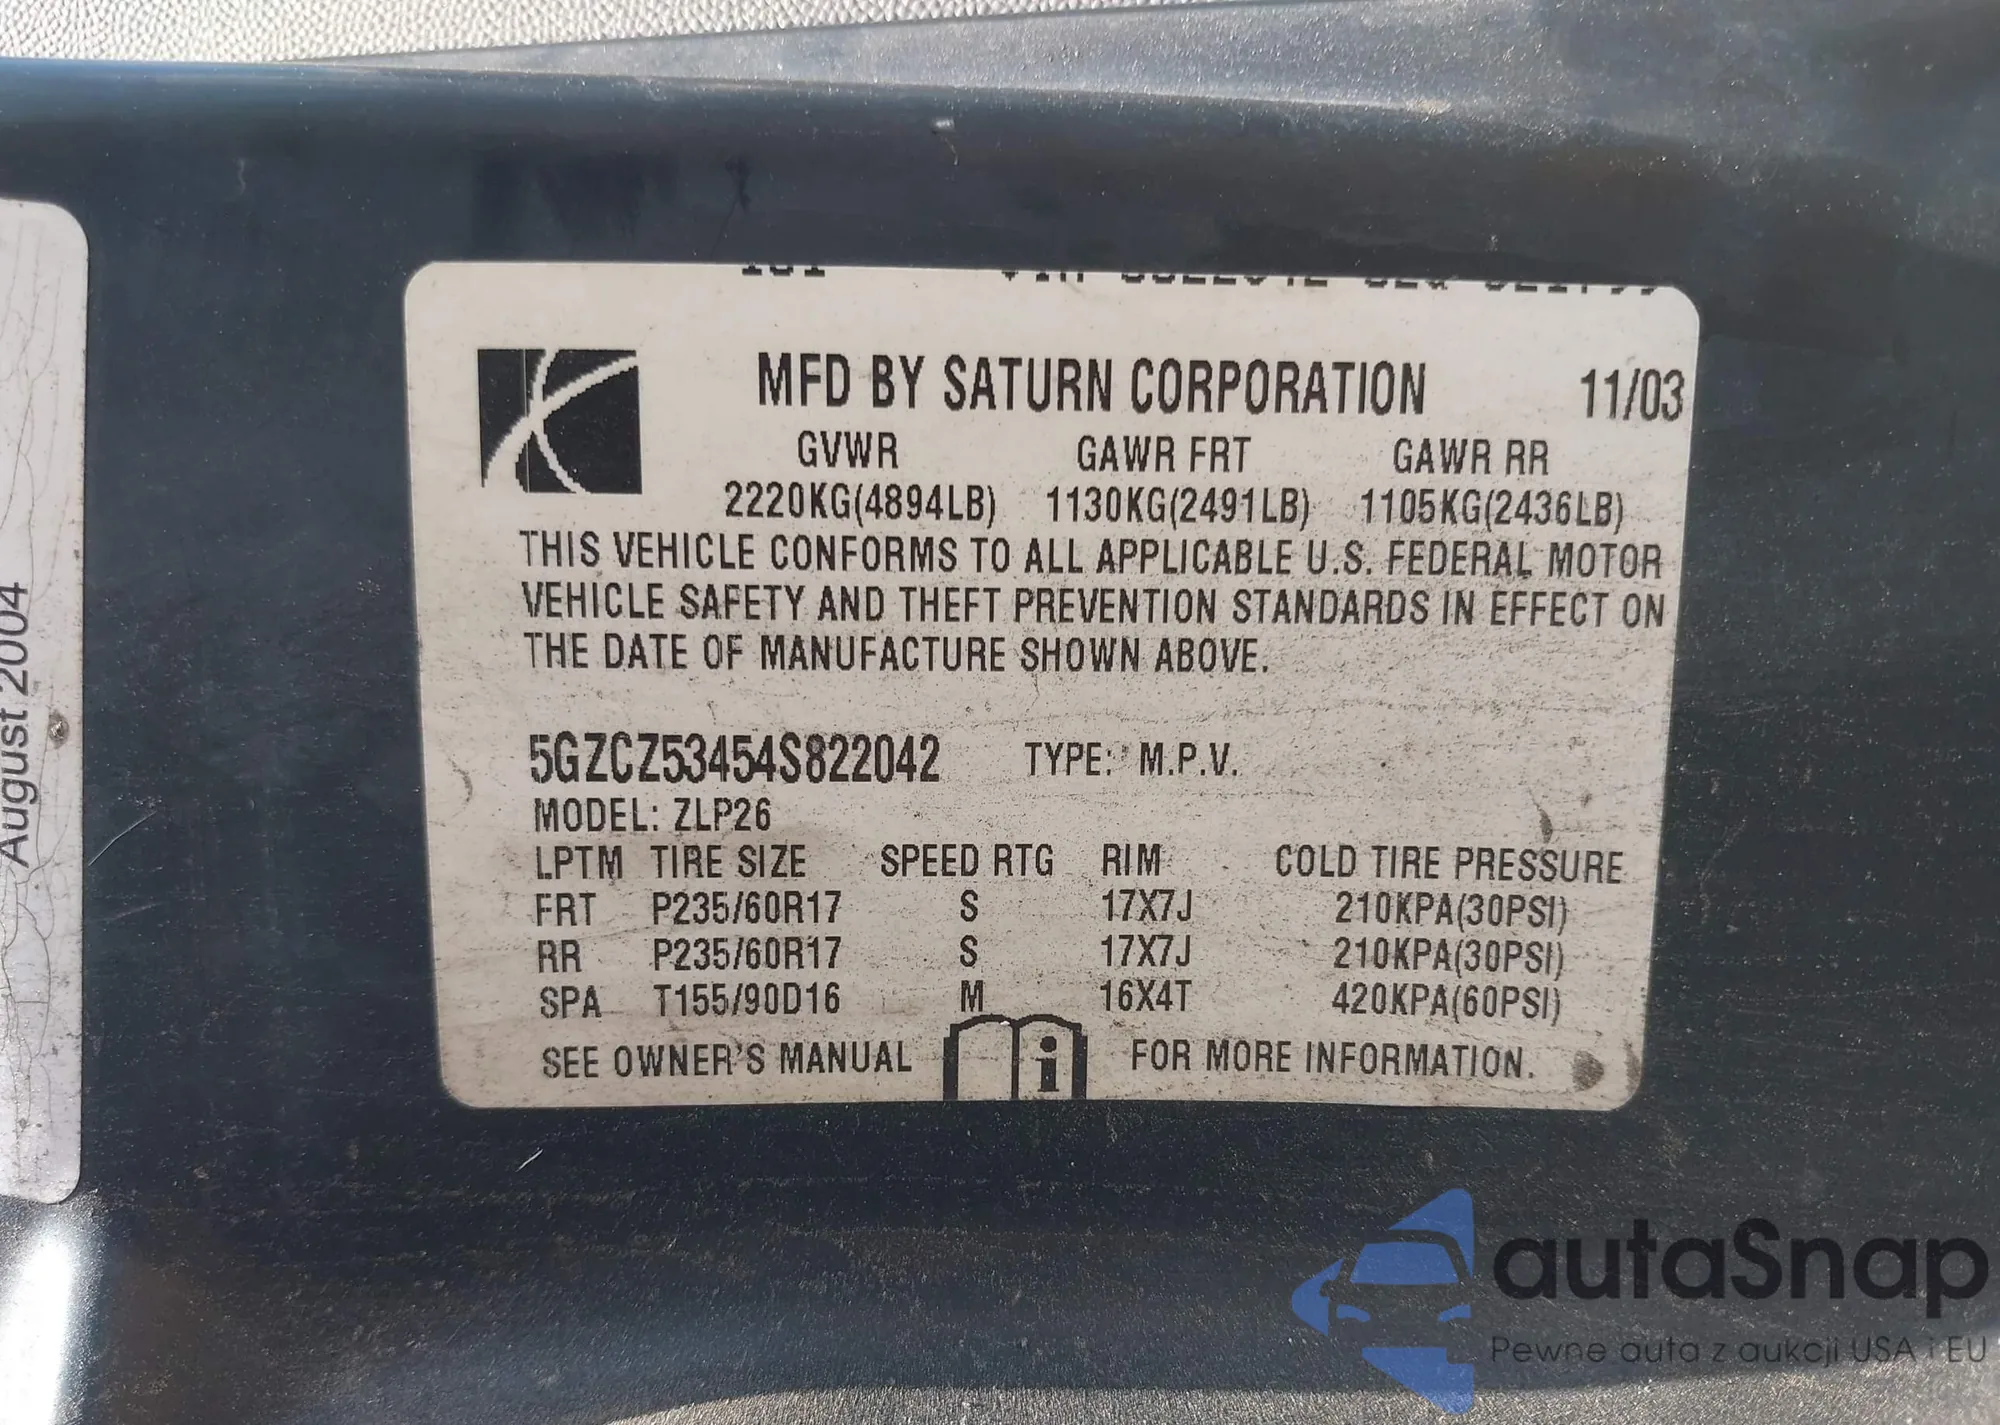 August 2004
MFD BY SATURN CORPORATION 11/03
GVWR GAWR FRT GAWR RR
2220KG(4894LB) 1130KG(2491LB) 1105KG(2436LB)
THIS VEHICLE CONFORMS TO ALL APPLICABLE U.S. FEDERAL MOTOR
VEHICLE SAFETY AND THEFT PREVENTION STANDARDS IN EFFECT ON
THE DATE OF MANUFACTURE SHOWN ABOVE.
5GZCZ53454S822042 TYPE: M.P.V.
MODEL: ZLP26
LPTM TIRE SIZE SPEED RTG RIM COLD TIRE PRESSURE
FRT P235/60R17 S 17X7J 210KPA(30PSI)
RR P235/60R17 S 17X7J 210KPA(30PSI)
SPA T155/90D16 M 16X4T 420KPA(60PSI)
SEE OWNER'S MANUAL i FOR MORE INFORMATION.
autaSnap
Pewne auta z aukcji USA i EU